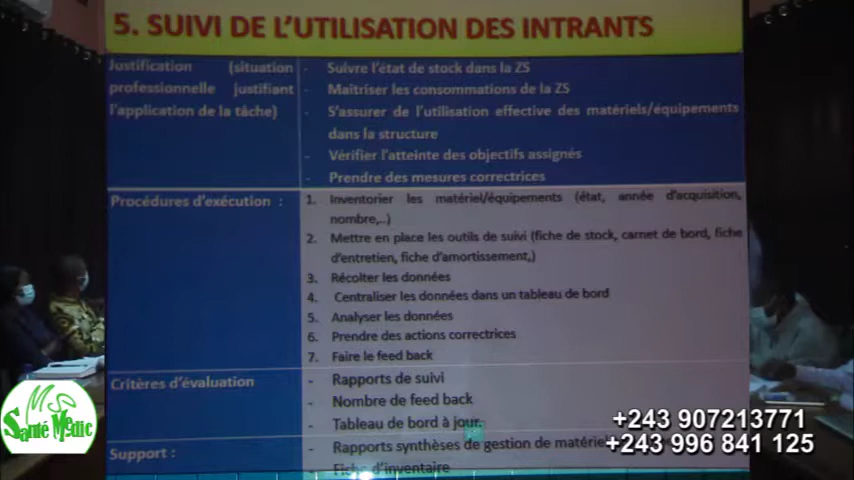 5. SUIVI DE L'UTILISATION DES INTRANTS
Justification (situation
professionnelle justifiant
l'application de la tâche)
- Suivre l'état de stock dans la ZS
- Maitriser les consommations de la ZS
- S'assurer de l'utilisation effective des matériels/équipements
dans la structure
- Vérifier l'atteinte des objectifs assignés
- Prendre des mesures correctrices
Procédures d'exécution :
1. Inventorier les matériel/équipements (état, année d'acquisition,
nombre,..)
2. Mettre en place les outils de suivi (fiche de stock, carnet de bord, fiche
d'entretien, fiche d'amortissement,)
3. Récolter les données
4. Centraliser les données dans un tableau de bord
5. Analyser les données
6. Prendre des actions correctrices
7. Faire le feed back
Critères d'évaluation
- Rapports de suivi
- Nombre de feed back
- Tableau de bord à jour.
Support :
- Rapports synthèses de gestion de
- Fiche d'inventaire
+243 907213771
+243 996 841 125
MSD
Santé Medic